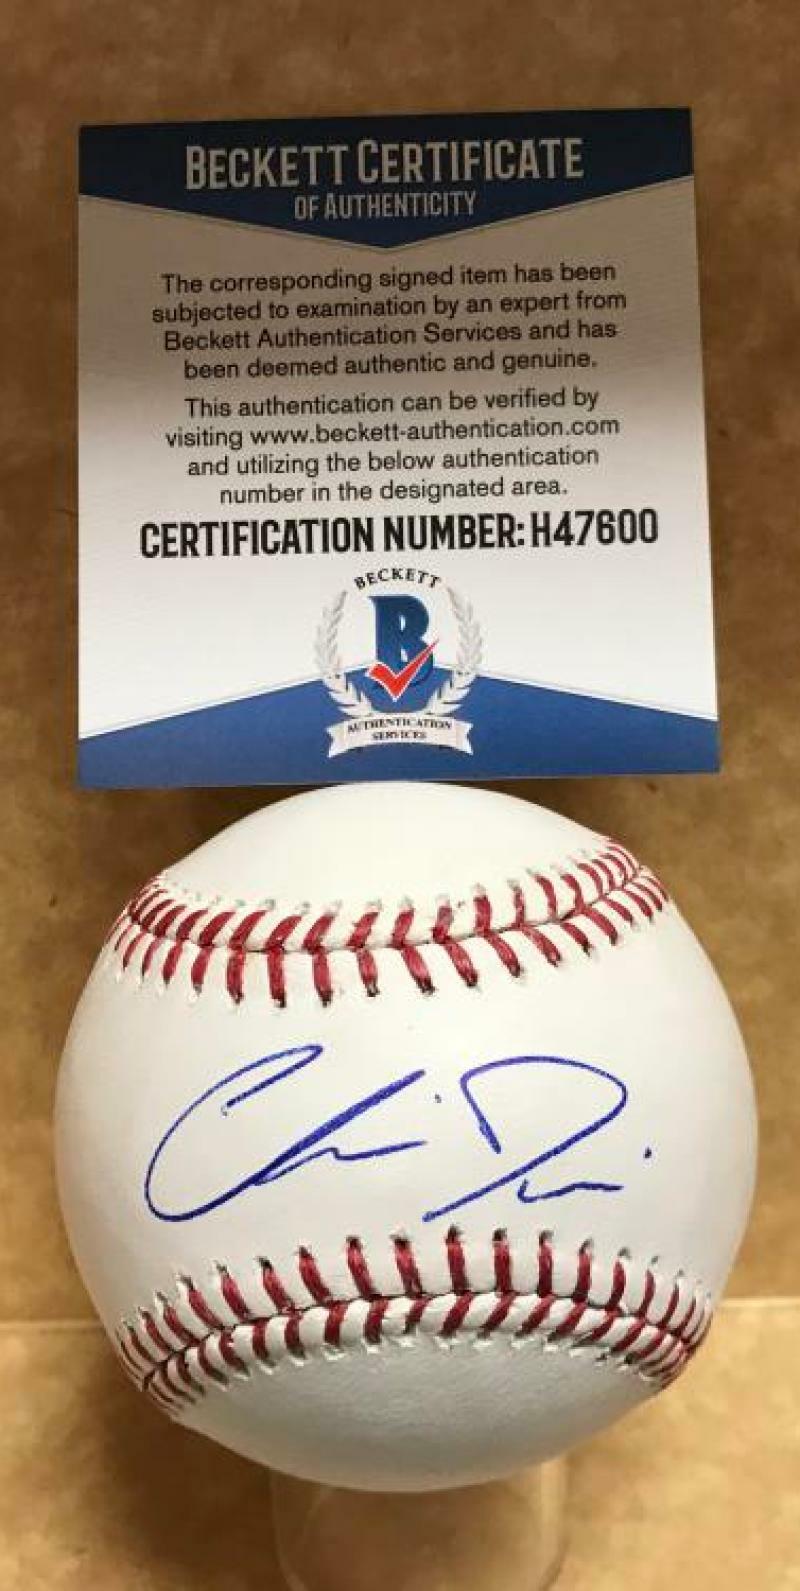 BECKETT CERTIFICATE
OF AUTHENTICITY
The corresponding signed item has been
subjected to examination by an expert from
Beckett Authentication Services and has
been deemed authentic and genuine.
This authentication can be verified by
visiting www.beckett-authentication.com
and utilizing the below authentication
number in the designated area.
CERTIFICATION NUMBER: H47600
BECKETT
B
AUTHENTICATION
SERVICES